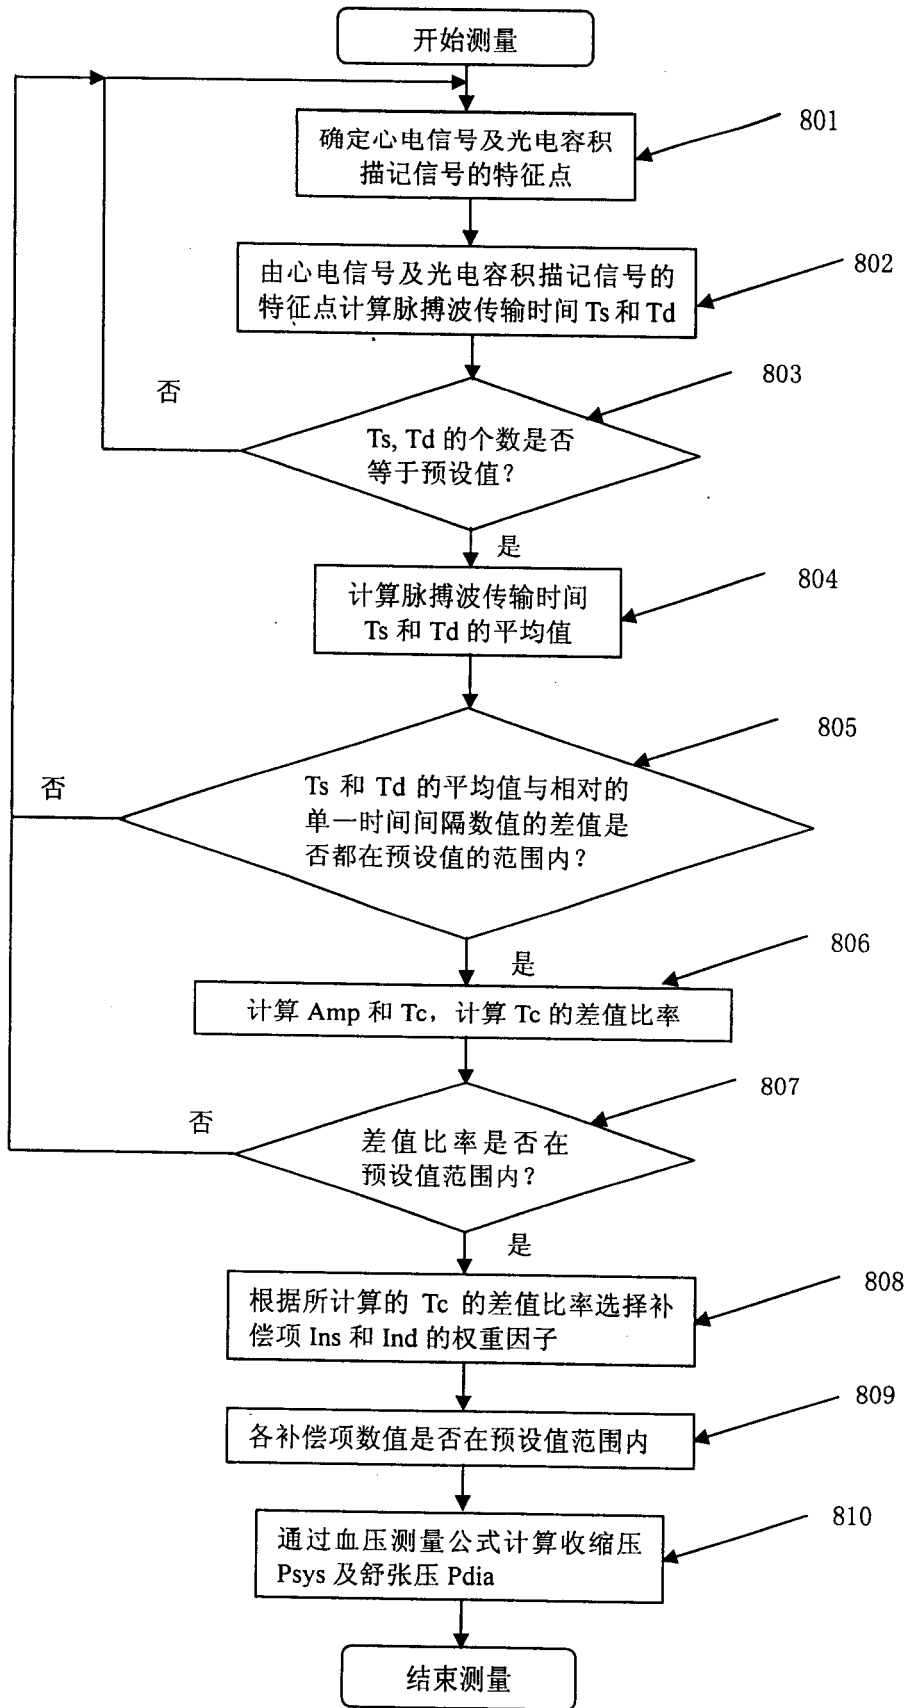 开始测量
801
确定心电信号及光电容积
描记信号的特征点
802
由心电信号及光电容积描记信号的
特征点计算脉搏波传输时间 Ts 和 Td
803
否
Ts, Td 的个数是否
等于预设值？
是
804
计算脉搏波传输时间
Ts 和 Td 的平均值
805
否
Ts 和 Td 的平均值与相对的
单一时间间隔数值的差值是
否都在预设值的范围内？
806
是
计算 Amp 和 Tc，计算 Tc 的差值比率
807
否
差值比率是否在
预设值范围内？
是
808
根据所计算的 Tc 的差值比率选择补
偿项 Ins 和 Ind 的权重因子
809
各补偿项数值是否在预设值范围内
810
通过血压测量公式计算收缩压
Psys 及舒张压 Pdia
结束测量